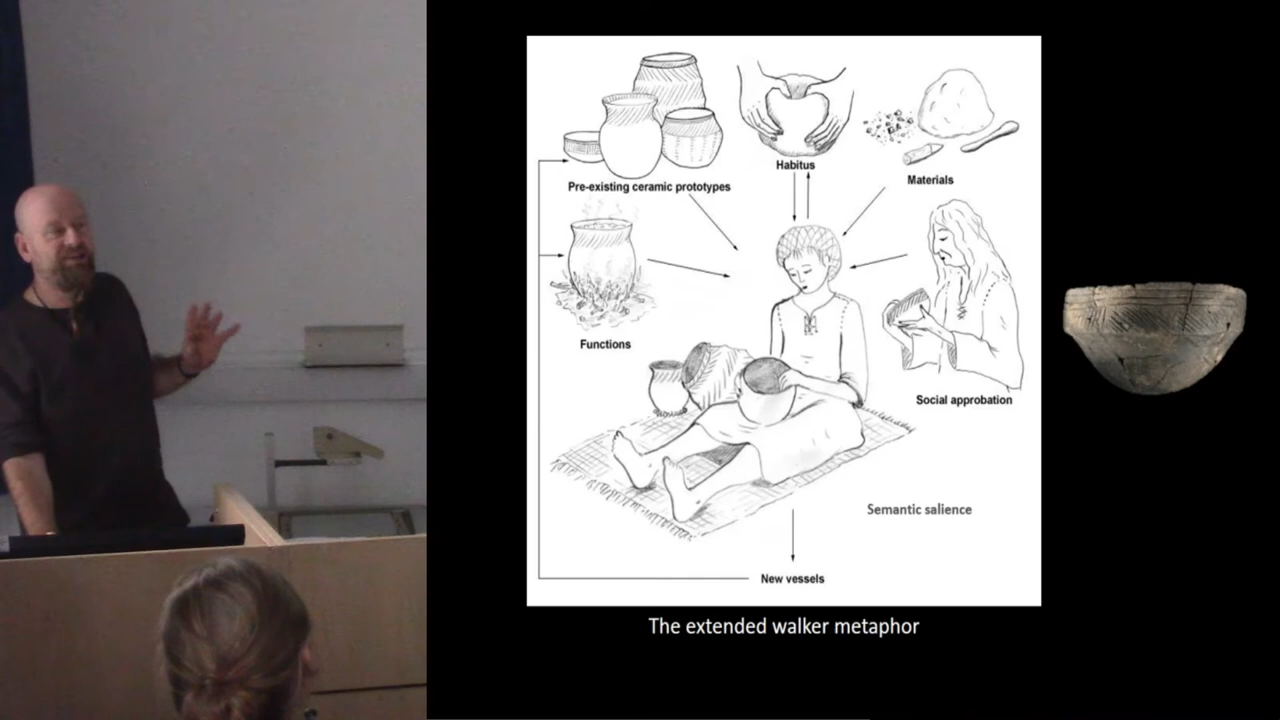 Pre-existing ceramic prototypes
Habitus
Materials
Functions
Social approbation
Semantic salience
New vessels
The extended walker metaphor